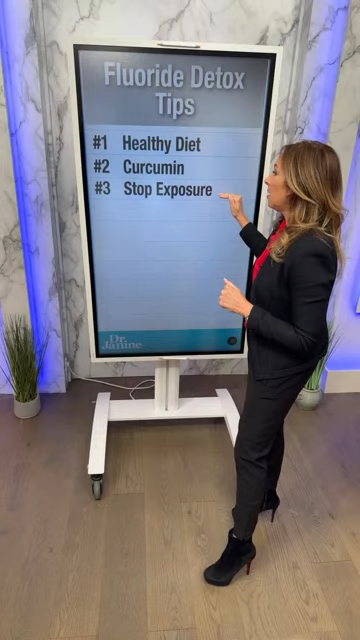 Fluoride Detox
Tips
#1 Healthy Diet
#2 Curcumin
#3 Stop Exposure
Dr.
Janine